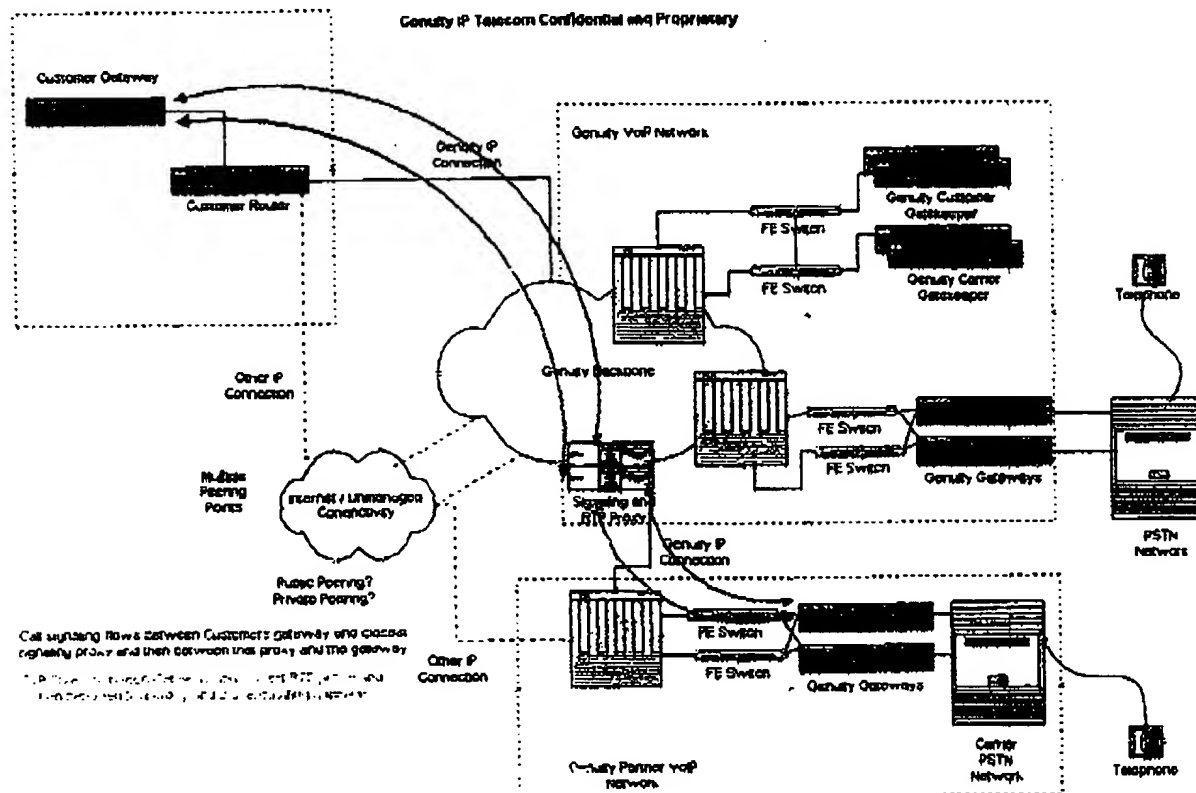 Genuity IP Telecom Confidential and Proprietary
Customer Gateway
Customer Router
Genuity IP
Connection
Genuity VoIP Network
FE Switch
Genuity Customer
Gatekeeper
FE Switch
Genuity Carrier
Gatekeeper
Telephone
Other IP
Connection
Genuity Backbone
FE Switch
FE Switch
Genuity Gateways
PSTN
Network
Multiple
Peering
Points
Internet / Unmanaged
Connectivity
Signaling and
RTP Proxy
Genuity IP
Connection
Public Peering?
Private Peering?
Call signaling flows between Customers gateway and closest
signaling proxy and then between that proxy and the gateway
Other IP
Connection
FE Switch
FE Switch
Genuity Gateways
Carrier
PSTN
Network
Telephone
Genuity Partner VoIP
Network